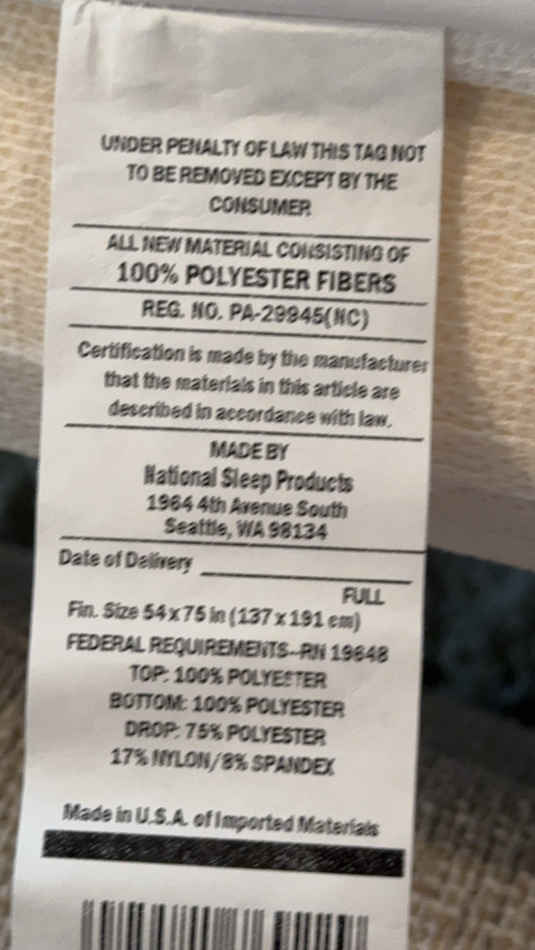 UNDER PENALTY OF LAW THIS TAG NOT
TO BE REMOVED EXCEPT BY THE
CONSUMER
ALL NEW MATERIAL CONSISTING OF
100% POLYESTER FIBERS
REG. NO. PA-29945(NC)
Certification is made by the manufacturer
that the materials in this article are
described in accordance with law.
MADE BY
National Sleep Products
1964 4th Avenue South
Seattle, WA 98134
Date of Delivery
FULL
Fin. Size 54 x 75 in (137 x 191 cm)
FEDERAL REQUIREMENTS--RN 19648
TOP: 100% POLYESTER
BOTTOM: 100% POLYESTER
DROP: 75% POLYESTER
17% NYLON/8% SPANDEX
Made in U.S.A. of Imported Materials